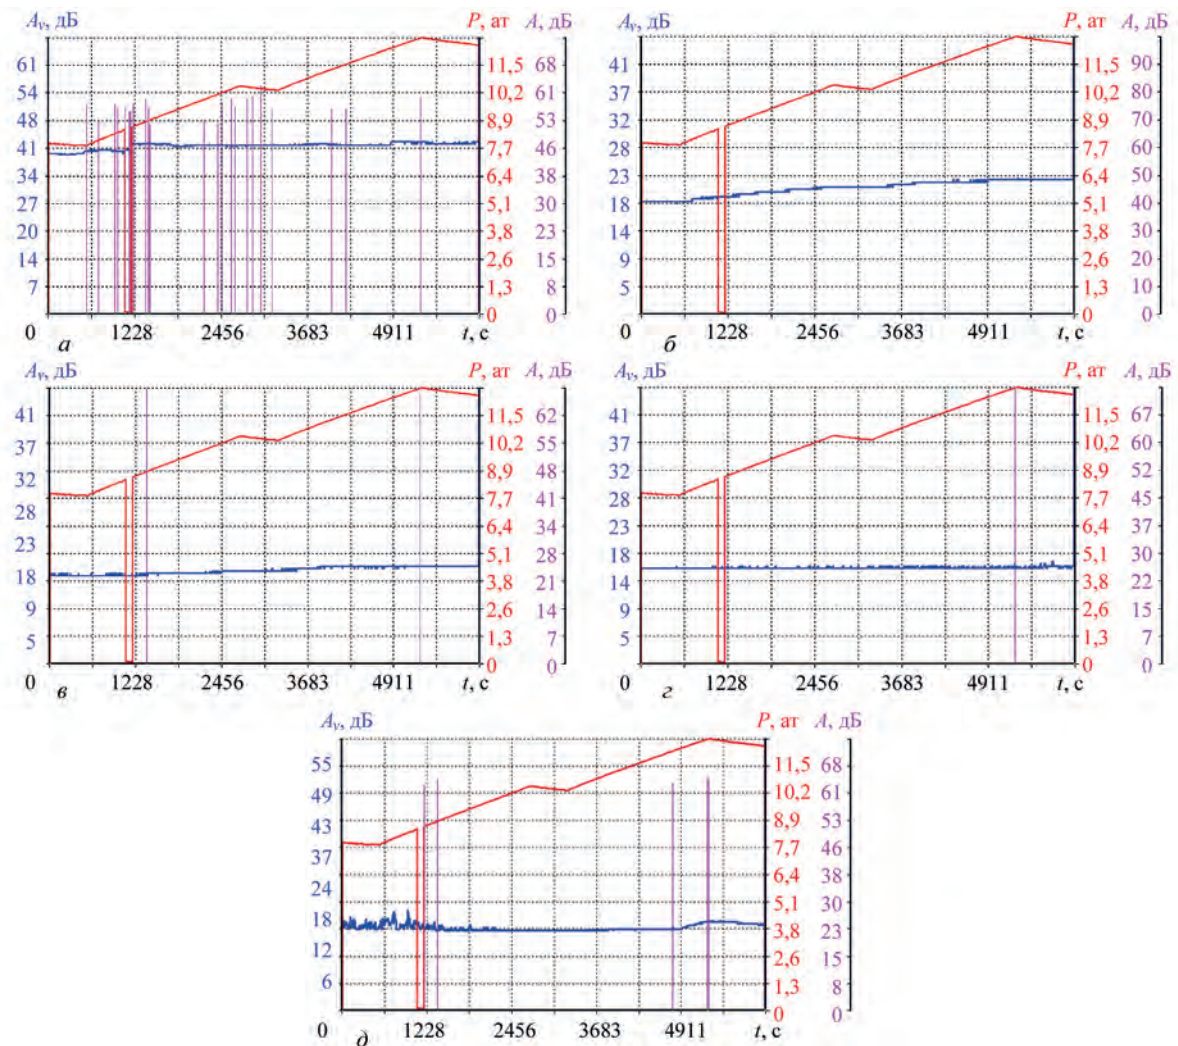 Aᵥ, дБ P, ат A, дБ
61 11,5 68
54 10,2 61
48 8,9 53
41 7,7 46
34 6,4 38
27 5,1 30
20 3,8 23
14 2,6 15
7 1,3 8
0 0
0 1228 2456 3683 4911 t, с
а
Aᵥ, дБ P, ат A, дБ
41 11,5 90
37 10,2 80
32 8,9 70
28 7,7 60
23 6,4 50
18 5,1 40
14 3,8 30
9 2,6 20
5 1,3 10
0 0
0 1228 2456 3683 4911 t, с
б
Aᵥ, дБ P, ат A, дБ
41 11,5 62
37 10,2 55
32 8,9 48
28 7,7 41
23 6,4 34
5,1 28
18 3,8 21
9 2,6 14
5 1,3 7
0 0
0 1228 2456 3683 4911 t, с
в
Aᵥ, дБ P, ат A, дБ
41 11,5 67
37 10,2 60
32 8,9 52
28 7,7 45
23 6,4 37
18 5,1 30
14 3,8 22
9 2,6 15
5 1,3 7
0 0
0 1228 2456 3683 4911 t, с
г
Aᵥ, дБ P, ат A, дБ
55 11,5 68
49 10,2 61
43 8,9 53
37 7,7 46
24 6,4 38
18 5,1 30
12 3,8 23
6 2,6 15
1,3 8
0 0
0 1228 2456 3683 4911 t, с
д